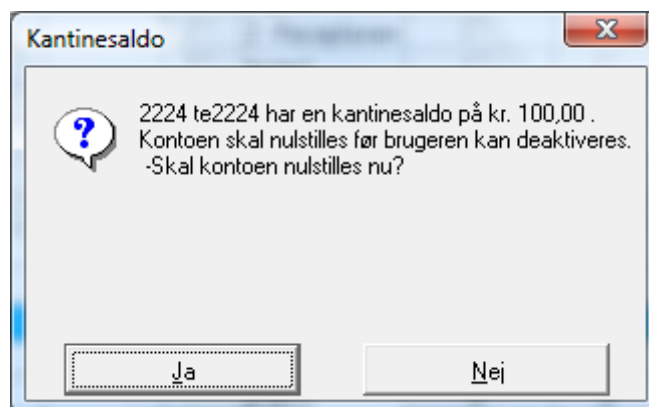 Kantinesaldo
2224 te2224 har en kantinesaldo på kr. 100,00 .
Kontoen skal nulstilles før brugeren kan deaktiveres.
-Skal kontoen nulstilles nu?
Ja
Nej